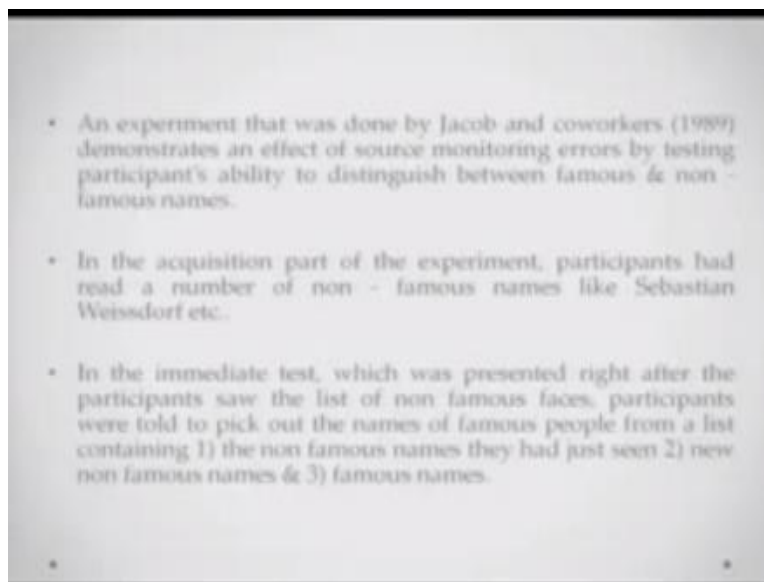 • An experiment that was done by Jacob and coworkers (1989)
demonstrates an effect of source monitoring errors by testing
participant's ability to distinguish between famous & non -
famous names.
• In the acquisition part of the experiment, participants had
read a number of non - famous names like Sebastian
Weissdorf etc..
• In the immediate test, which was presented right after the
participants saw the list of non famous faces, participants
were told to pick out the names of famous people from a list
containing 1) the non famous names they had just seen 2) new
non famous names & 3) famous names.